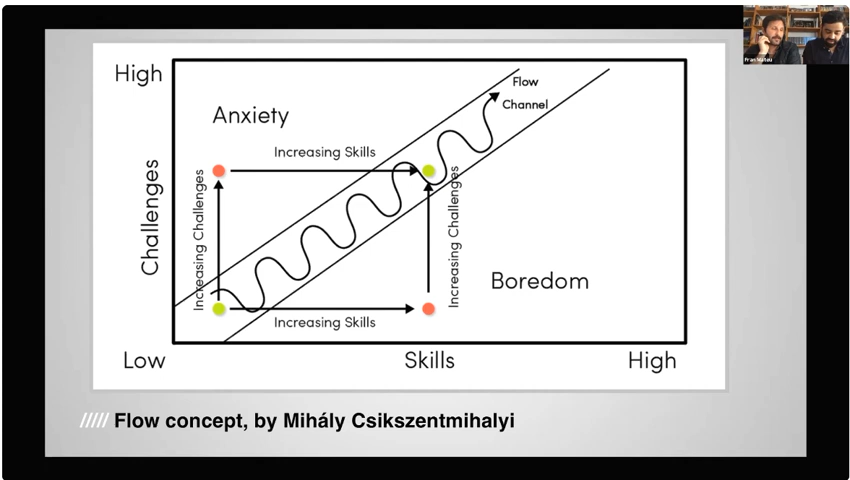 High
Anxiety
Flow
Channel
Increasing Skills
Challenges
Increasing Challenges
Increasing Challenges
Boredom
Increasing Skills
Low
Skills
High
///// Flow concept, by Mihály Csikszentmihalyi